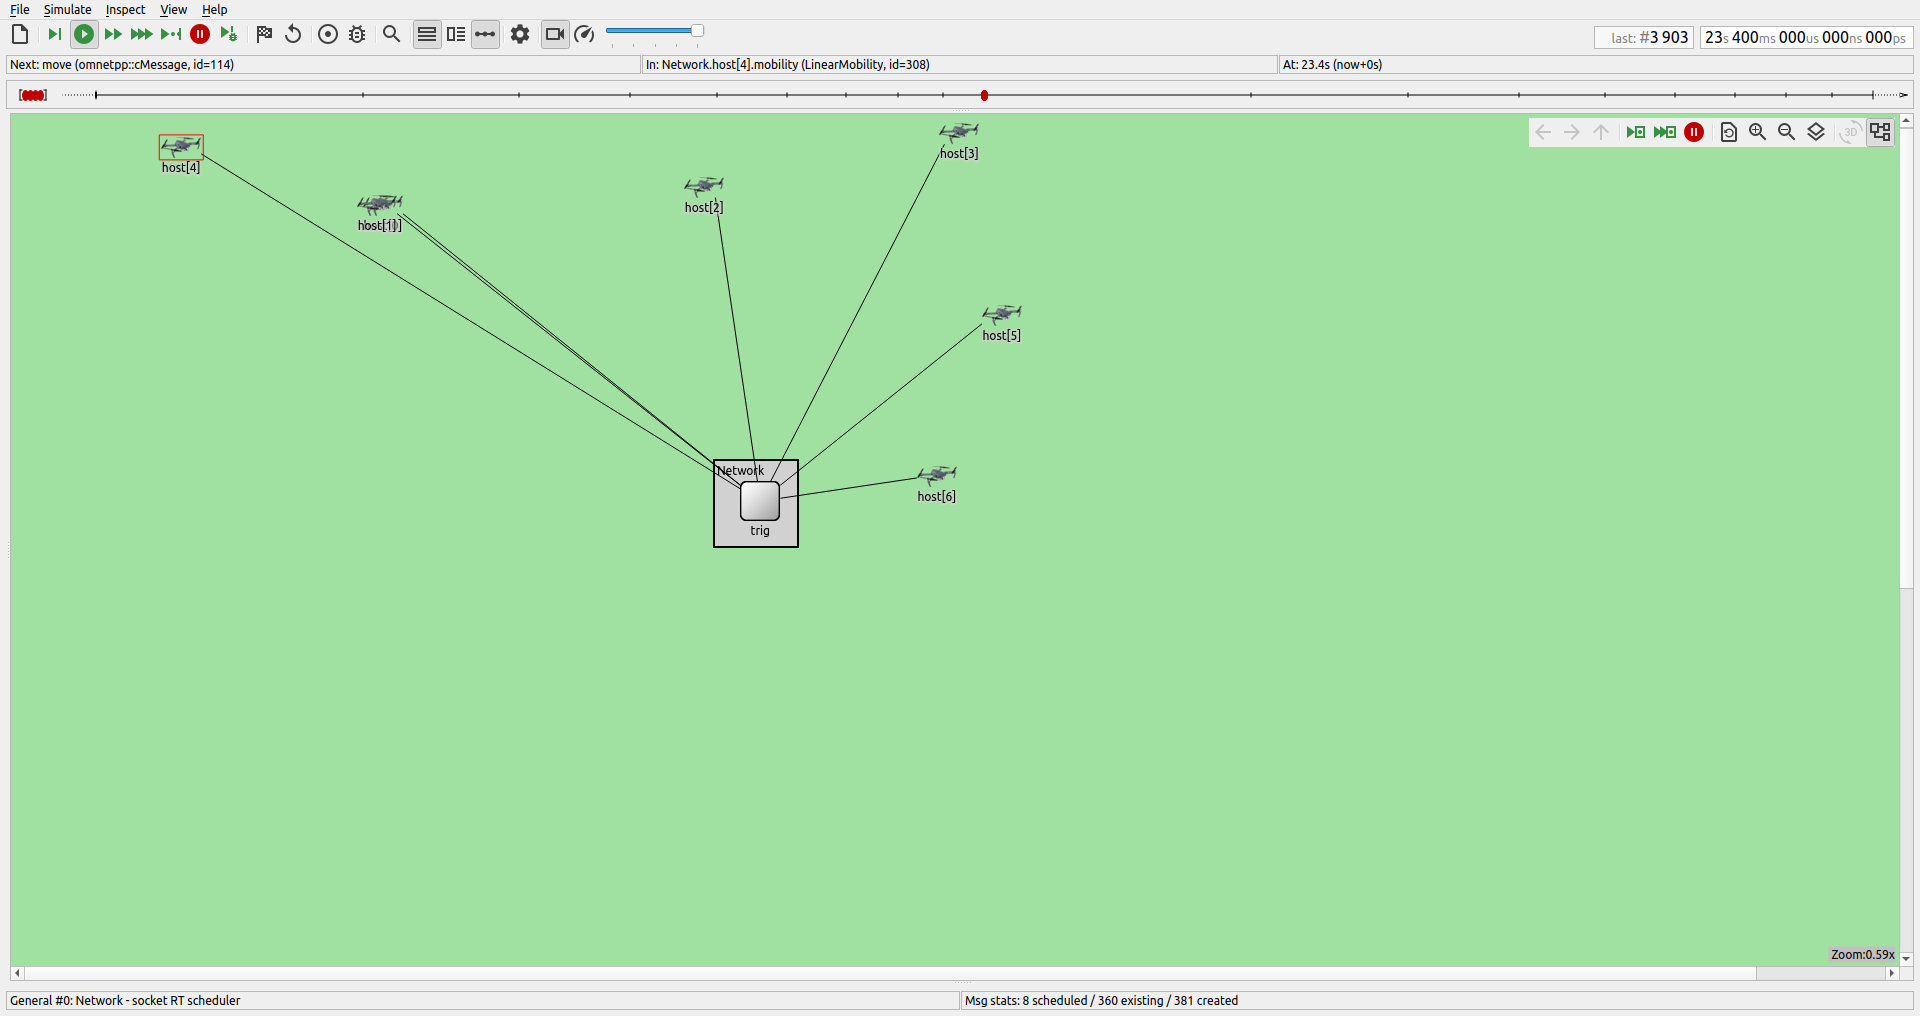 File Simulate Inspect View Help
last: #3 903
23s 400ms 000us 000ns 000ps
Next: move (omnetpp::cMessage, id=114)
In: Network.host[4].mobility (LinearMobility, id=308)
At: 23.4s (now+0s)
3D
host[3]
host[4]
host[2]
host[1]
host[5]
Network
host[6]
trig
Zoom:0.59x
General #0: Network - socket RT scheduler
Msg stats: 8 scheduled / 360 existing / 381 created